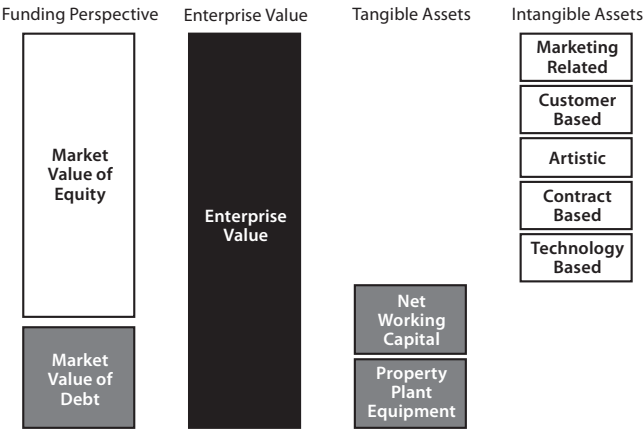 Funding Perspective
Enterprise Value
Tangible Assets
Intangible Assets
Market
Value of
Equity
Market
Value of
Debt
Enterprise
Value
Net
Working
Capital
Property
Plant
Equipment
Marketing
Related
Customer
Based
Artistic
Contract
Based
Technology
Based